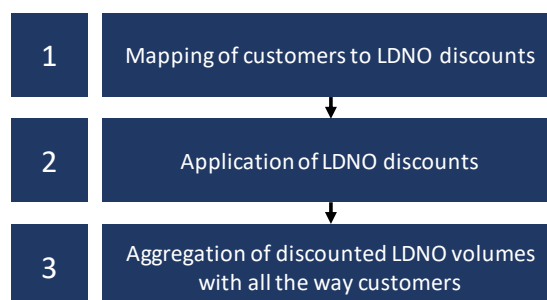 1
Mapping of customers to LDNO discounts
2
Application of LDNO discounts
3
Aggregation of discounted LDNO volumes
with all the way customers